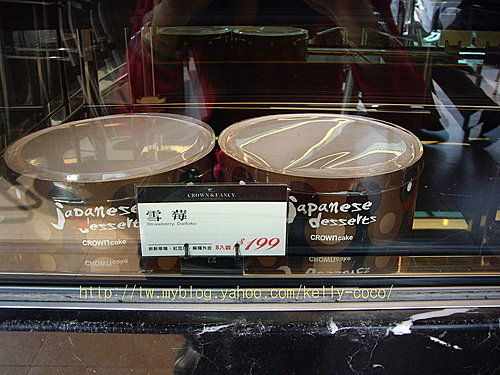 CROWN & FANCY
雪 莓
Strawberry Daifuku
8入裝 $199
Japanese
desserts
CROWNcake
Japanese
desserts
CROWNcake
http://tw.myblog.yahoo.com/kelly-coco/